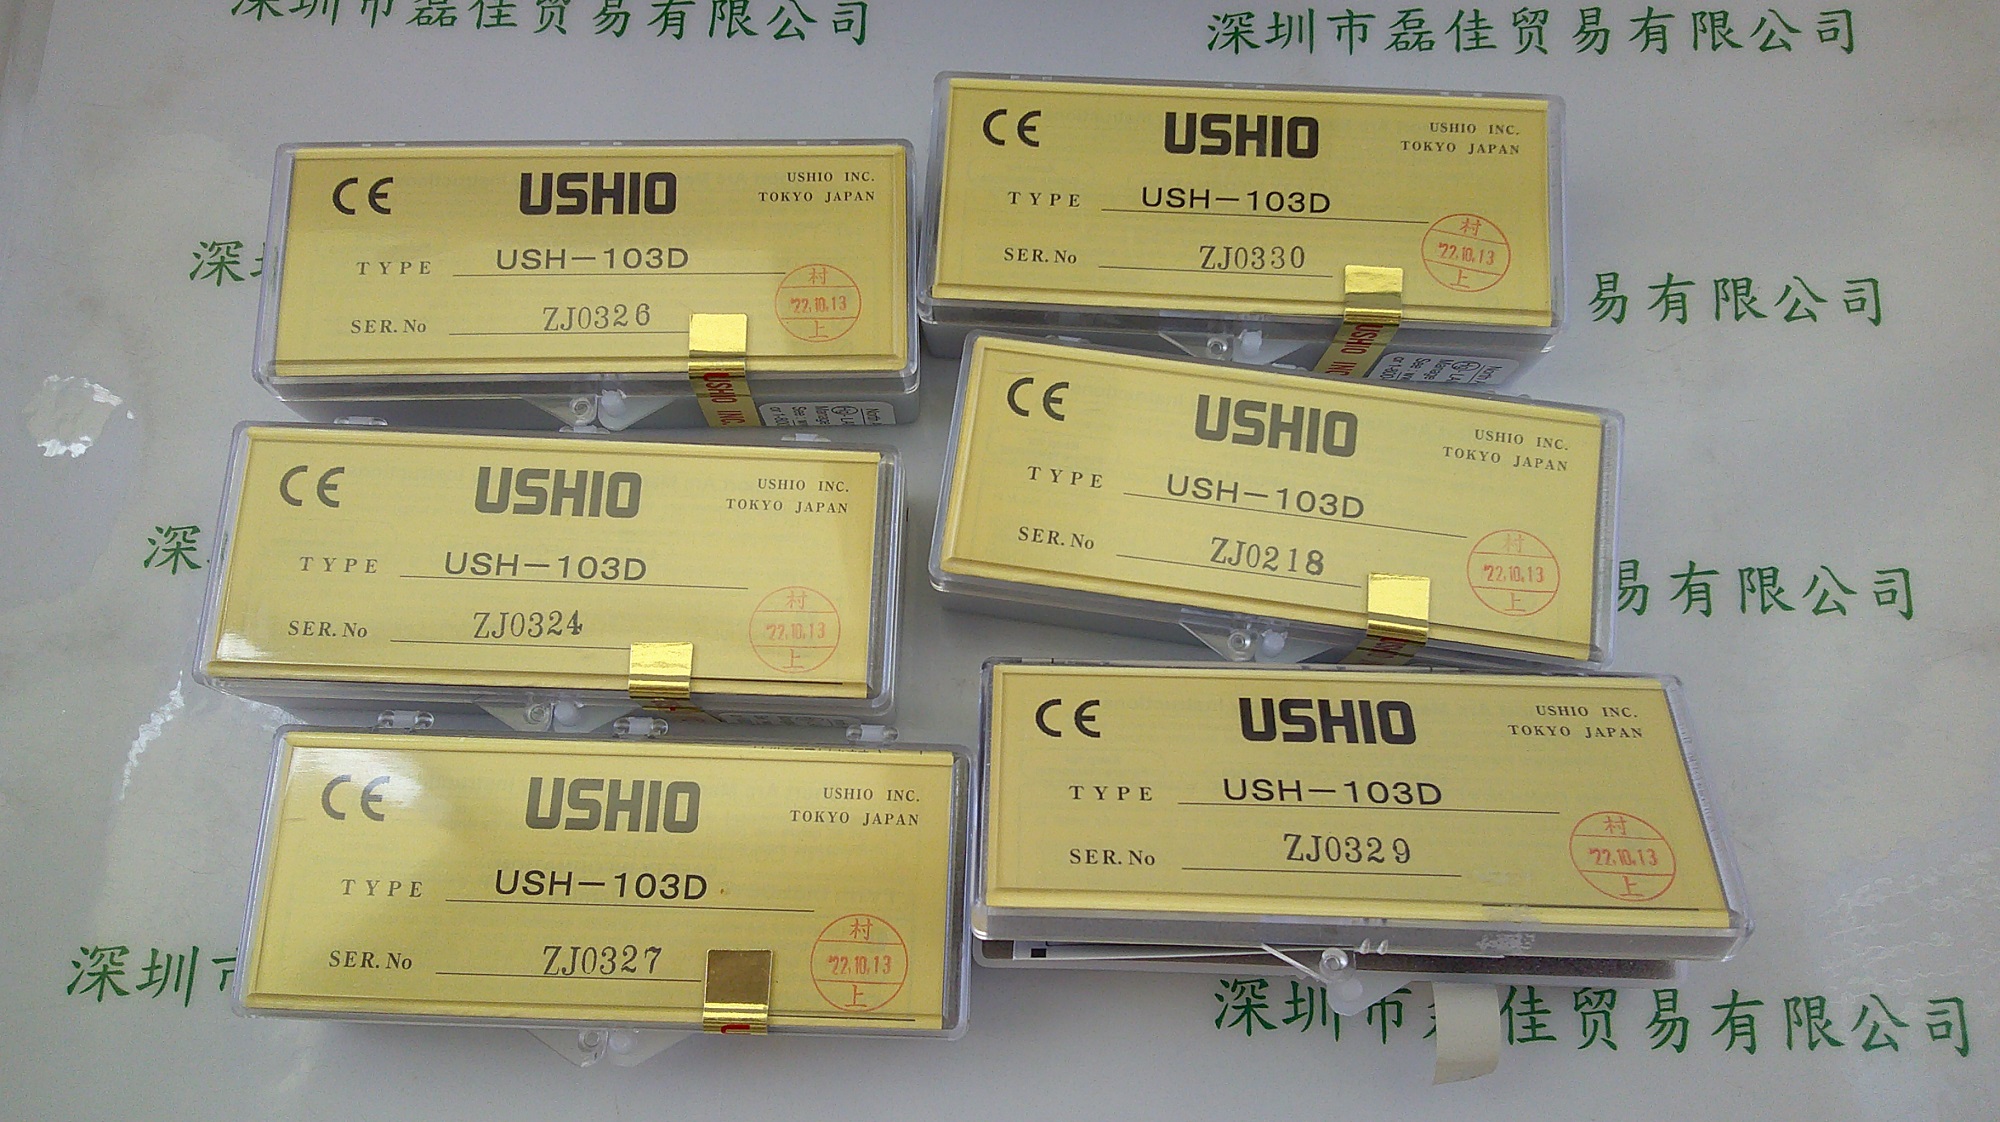 深圳市磊佳贸易有限公司
深圳市磊佳贸易有限公司
CE
USHIO
USHIO INC.
TOKYO JAPAN
TYPE USH-103D
SER. No ZJ0326
村
'22.10.13
上
USHIO INC.
CE
USHIO
USHIO INC.
TOKYO JAPAN
TYPE USH-103D
SER. No ZJ0330
村
'22.10.13
上
USHIO INC
深
易有限公司
CE
USHIO
USHIO INC.
TOKYO JAPAN
TYPE USH-103D
SER. No ZJ0324
村
'22.10.13
上
CE
USHIO
USHIO INC.
TOKYO JAPAN
TYPE USH-103D
SER. No ZJ0218
村
'22.10.13
上
深
易有限公司
CE
USHIO
USHIO INC.
TOKYO JAPAN
TYPE USH-103D
SER. No ZJ0327
村
'22.10.13
上
CE
USHIO
USHIO INC.
TOKYO JAPAN
TYPE USH-103D
SER. No ZJ0329
村
'22.10.13
上
深圳市
深圳市 佳贸易有限公司